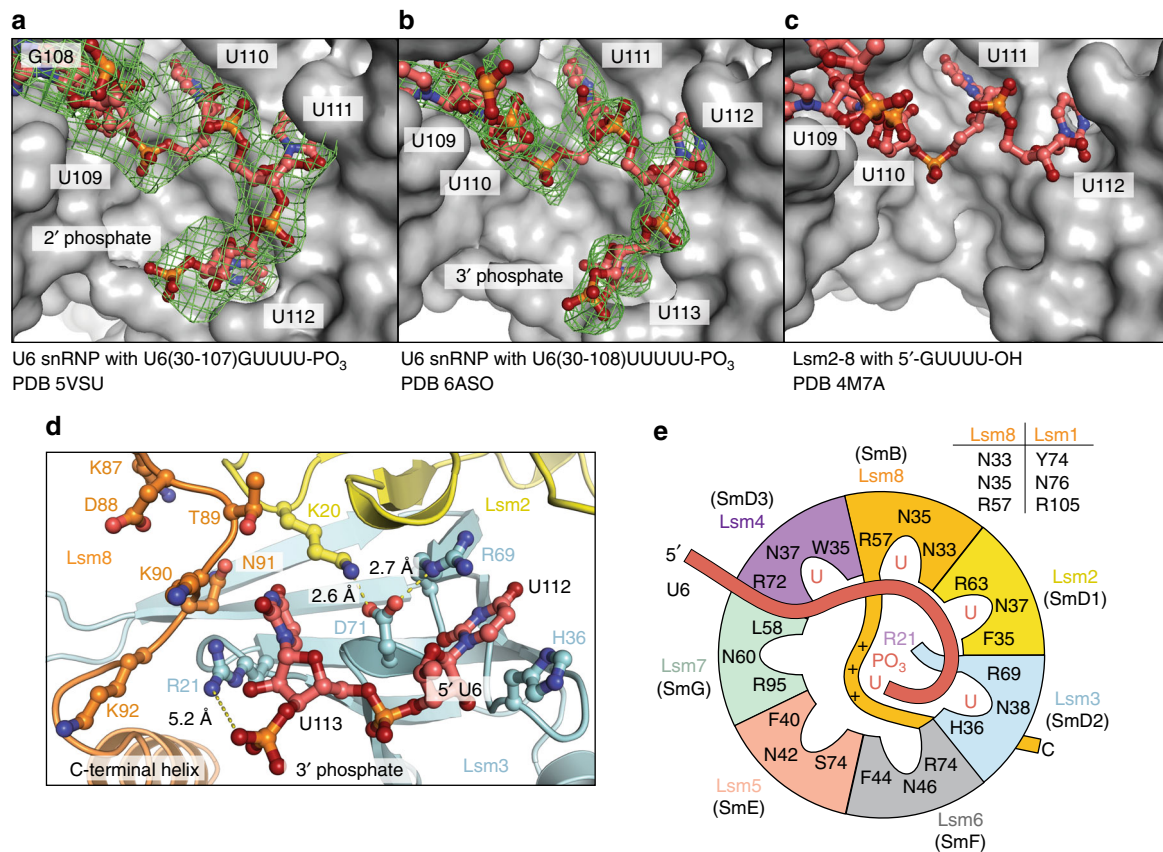 a
G108
U110
U111
U109
2′ phosphate
U112
U6 snRNP with U6(30-107)GUUUU-PO3
PDB 5VSU
b
U111
U112
U109
U110
3′ phosphate
U113
U6 snRNP with U6(30-108)UUUUU-PO3
PDB 6ASO
c
U111
U109
U110
U112
Lsm2-8 with 5′-GUUUU-OH
PDB 4M7A
d
K87
D88
T89
K20
Lsm2
Lsm8
N91
2.7 Å
R69
K90
2.6 Å
U112
D71
H36
R21
5′ U6
K92
5.2 Å
U113
C-terminal helix
3′ phosphate
Lsm3
e
Lsm8 Lsm1
N33 Y74
N35 N76
R57 R105
(SmB)
Lsm8
(SmD3)
Lsm4
N35
R57 N33
5′
U6
N37 W35
R72
U
U
R63
N37
F35
U
Lsm2
(SmD1)
L58
N60
R95
Lsm7
(SmG)
R21
PO3
U
+
+
+
R69
N38
H36
U
Lsm3
(SmD2)
C
F40
N42
S74
Lsm5
(SmE)
F44
R74
N46
Lsm6
(SmF)